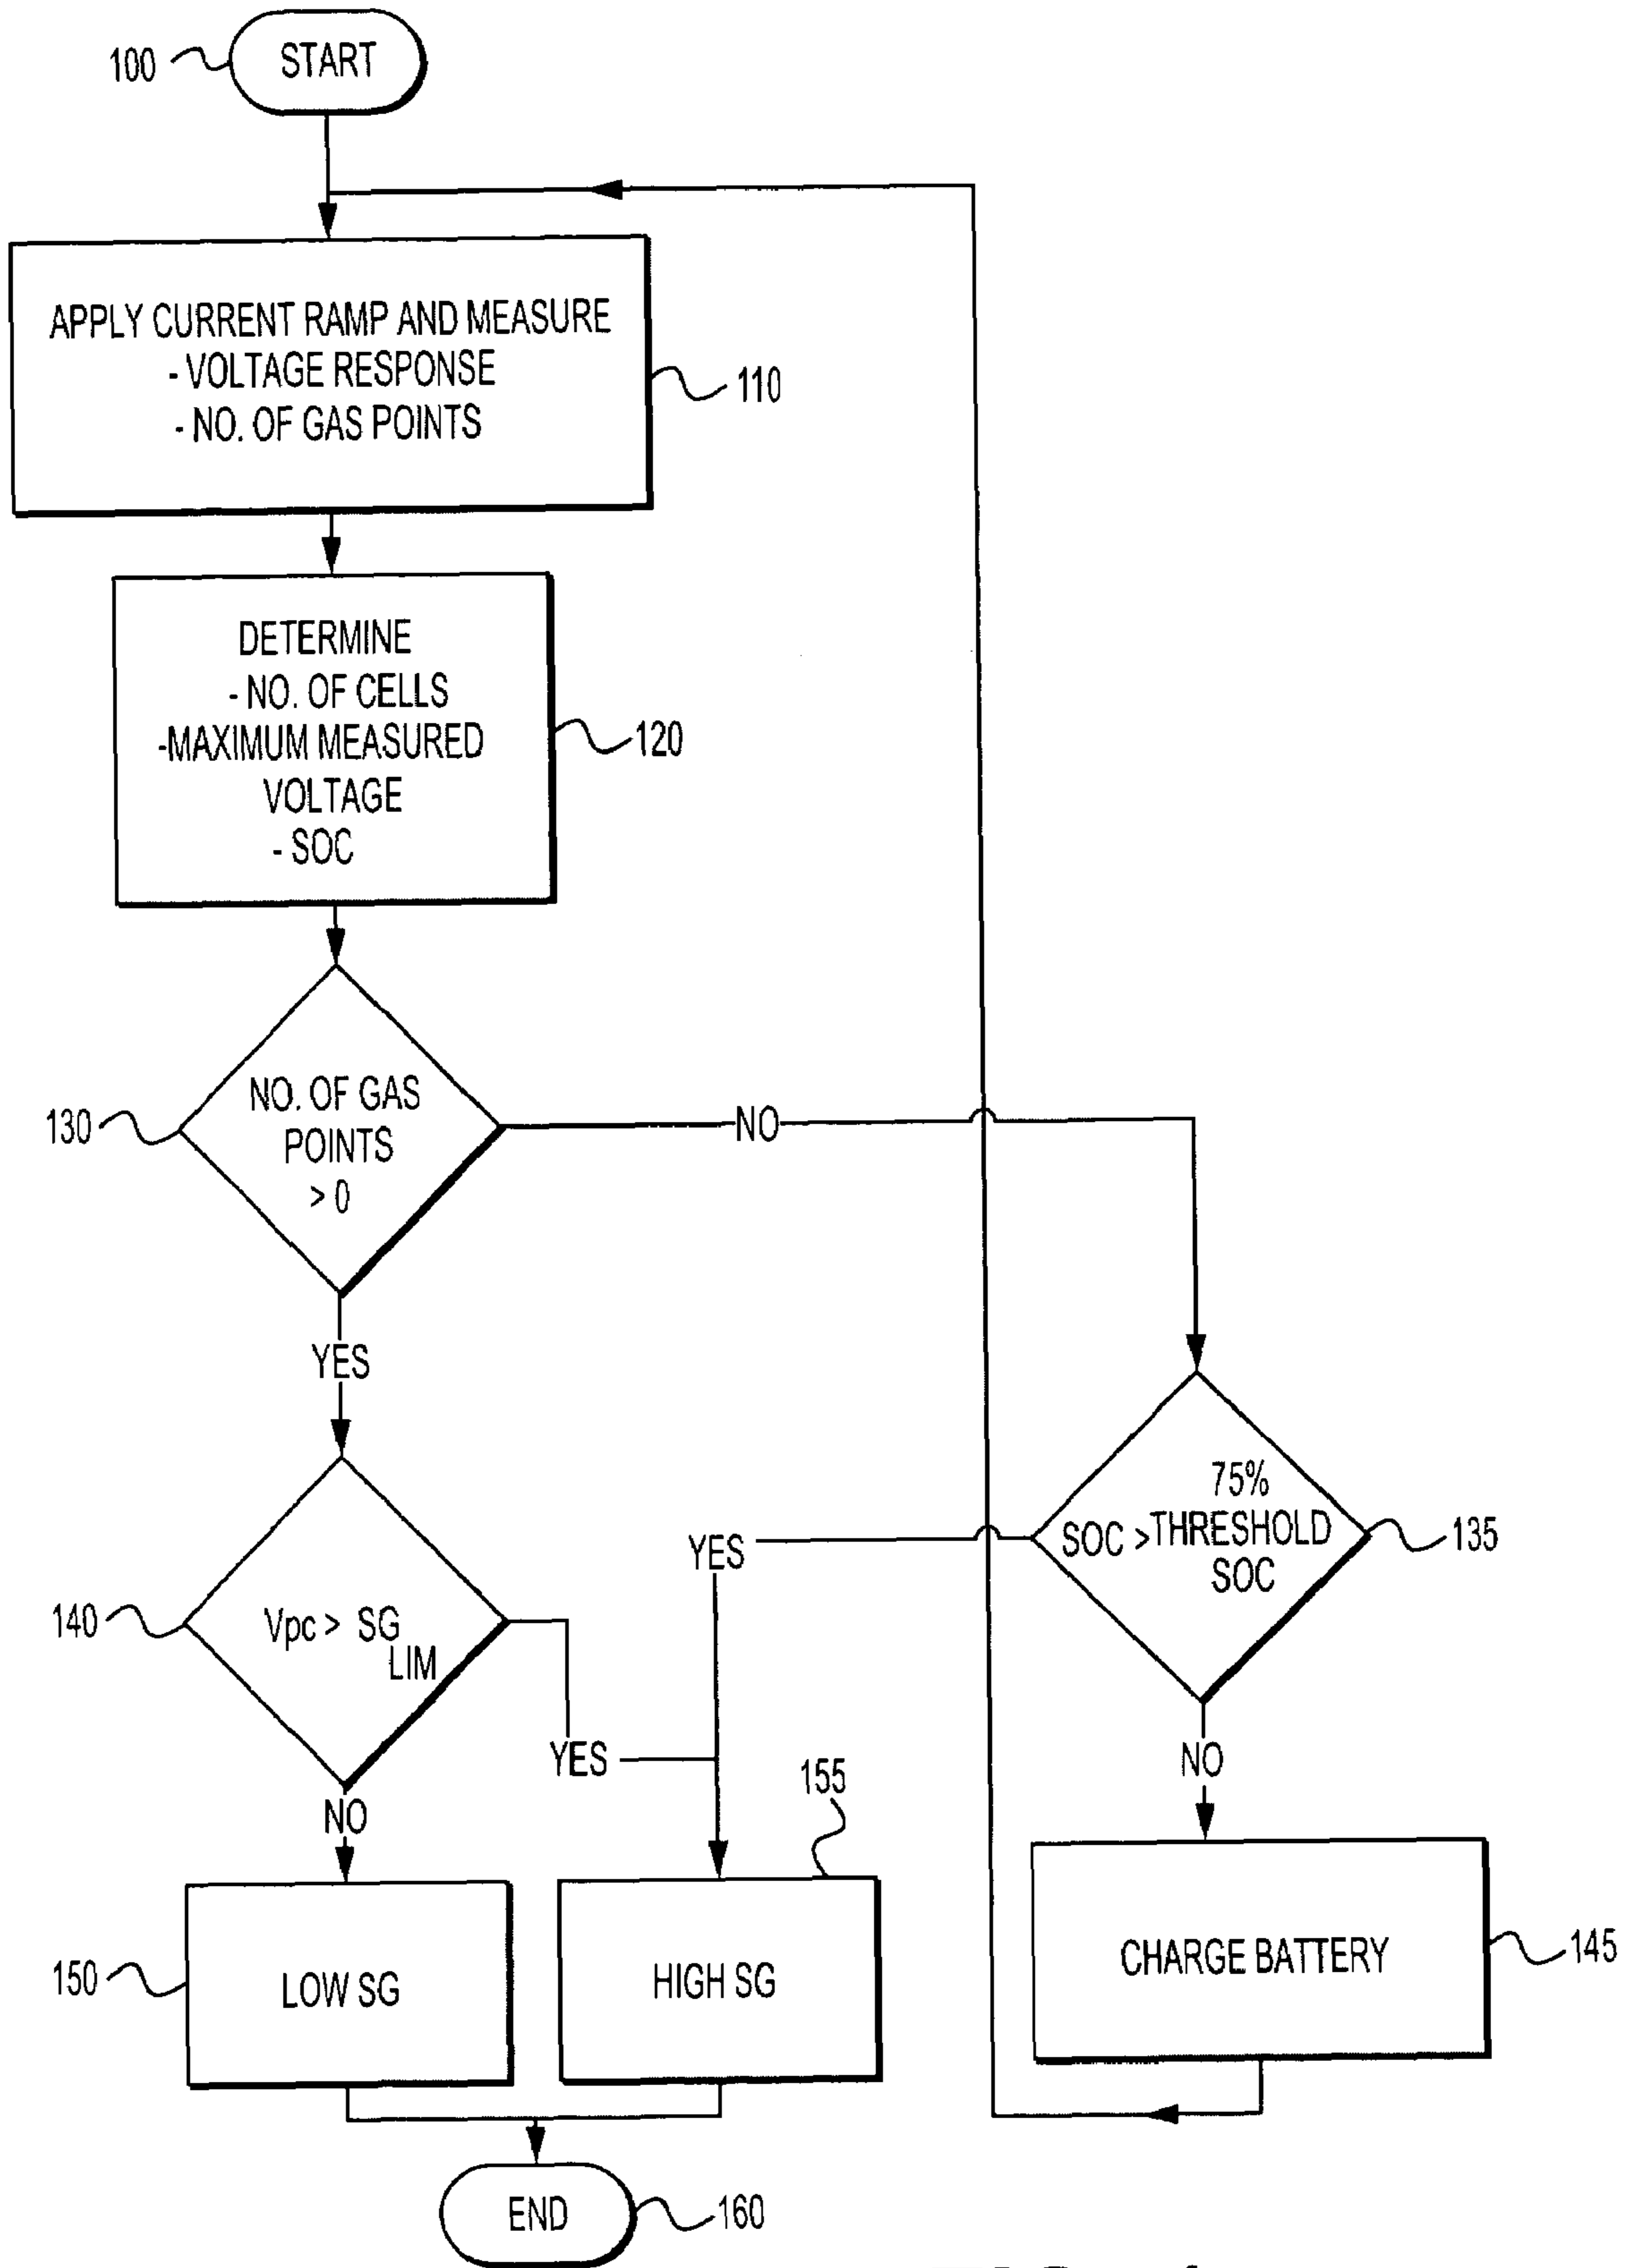 100
START
APPLY CURRENT RAMP AND MEASURE
- VOLTAGE RESPONSE
- NO. OF GAS POINTS
110
DETERMINE
- NO. OF CELLS
-MAXIMUM MEASURED
VOLTAGE
- SOC
120
130
NO. OF GAS
POINTS
> 0
NO
YES
75%
SOC > THRESHOLD
SOC
135
YES
140
Vpc > SG
LIM
YES
NO
NO
155
150
LOW SG
HIGH SG
CHARGE BATTERY
145
END
160